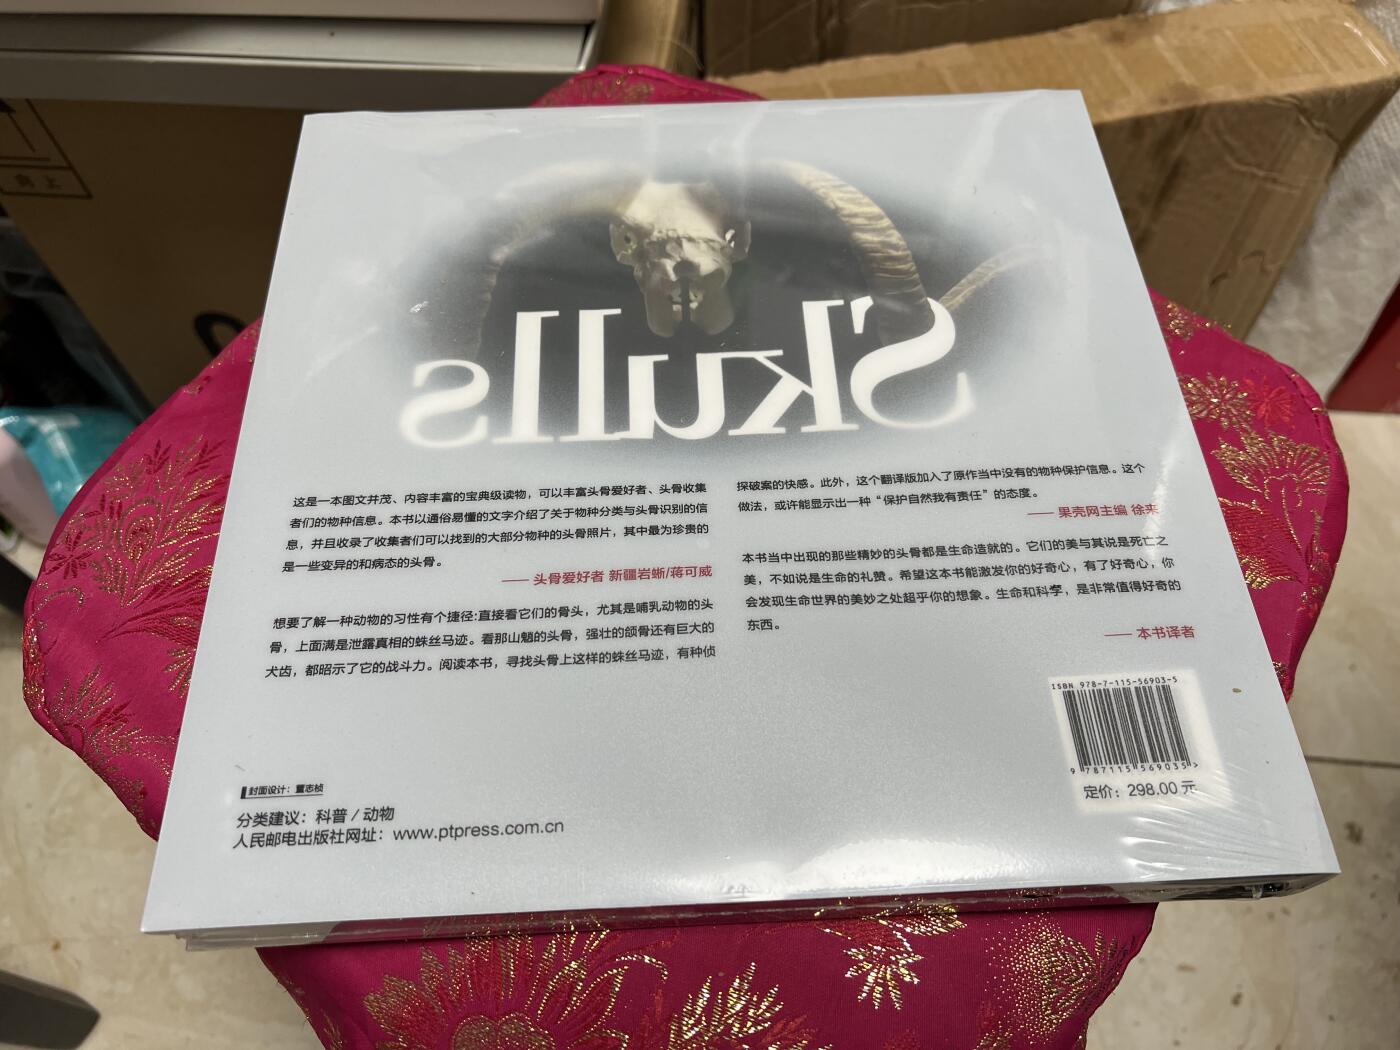 向上
Skulls
这是一本图文并茂、内容丰富的宝典级读物，可以丰富头骨爱好者、头骨收集
者们的物种信息。本书以通俗易懂的文字介绍了关于物种分类与头骨识别的信
息，并且收录了收集者们可以找到的大部分物种的头骨照片，其中最为珍贵的
是一些变异的和病态的头骨。
—— 头骨爱好者 新疆岩蜥/蒋可威
想要了解一种动物的习性有个捷径:直接看它们的骨头，尤其是哺乳动物的头
骨，上面满是泄露真相的蛛丝马迹。看那山魈的头骨，强壮的颌骨还有巨大的
犬齿，都昭示了它的战斗力。阅读本书，寻找头骨上这样的蛛丝马迹，有种侦
探破案的快感。此外，这个翻译版加入了原作当中没有的物种保护信息。这个
做法，或许能显示出一种“保护自然我有责任”的态度。
—— 果壳网主编 徐来
本书当中出现的那些精妙的头骨都是生命造就的。它们的美与其说是死亡之
美，不如说是生命的礼赞。希望这本书能激发你的好奇心，有了好奇心，你
会发现生命世界的美妙之处超乎你的想象。生命和科学，是非常值得好奇的
东西。
—— 本书译者
ISBN 978-7-115-56903-5
9 787115 569035 >
定价：298.00 元
封面设计：董志桢
分类建议：科普 / 动物
人民邮电出版社网址：www.ptpress.com.cn